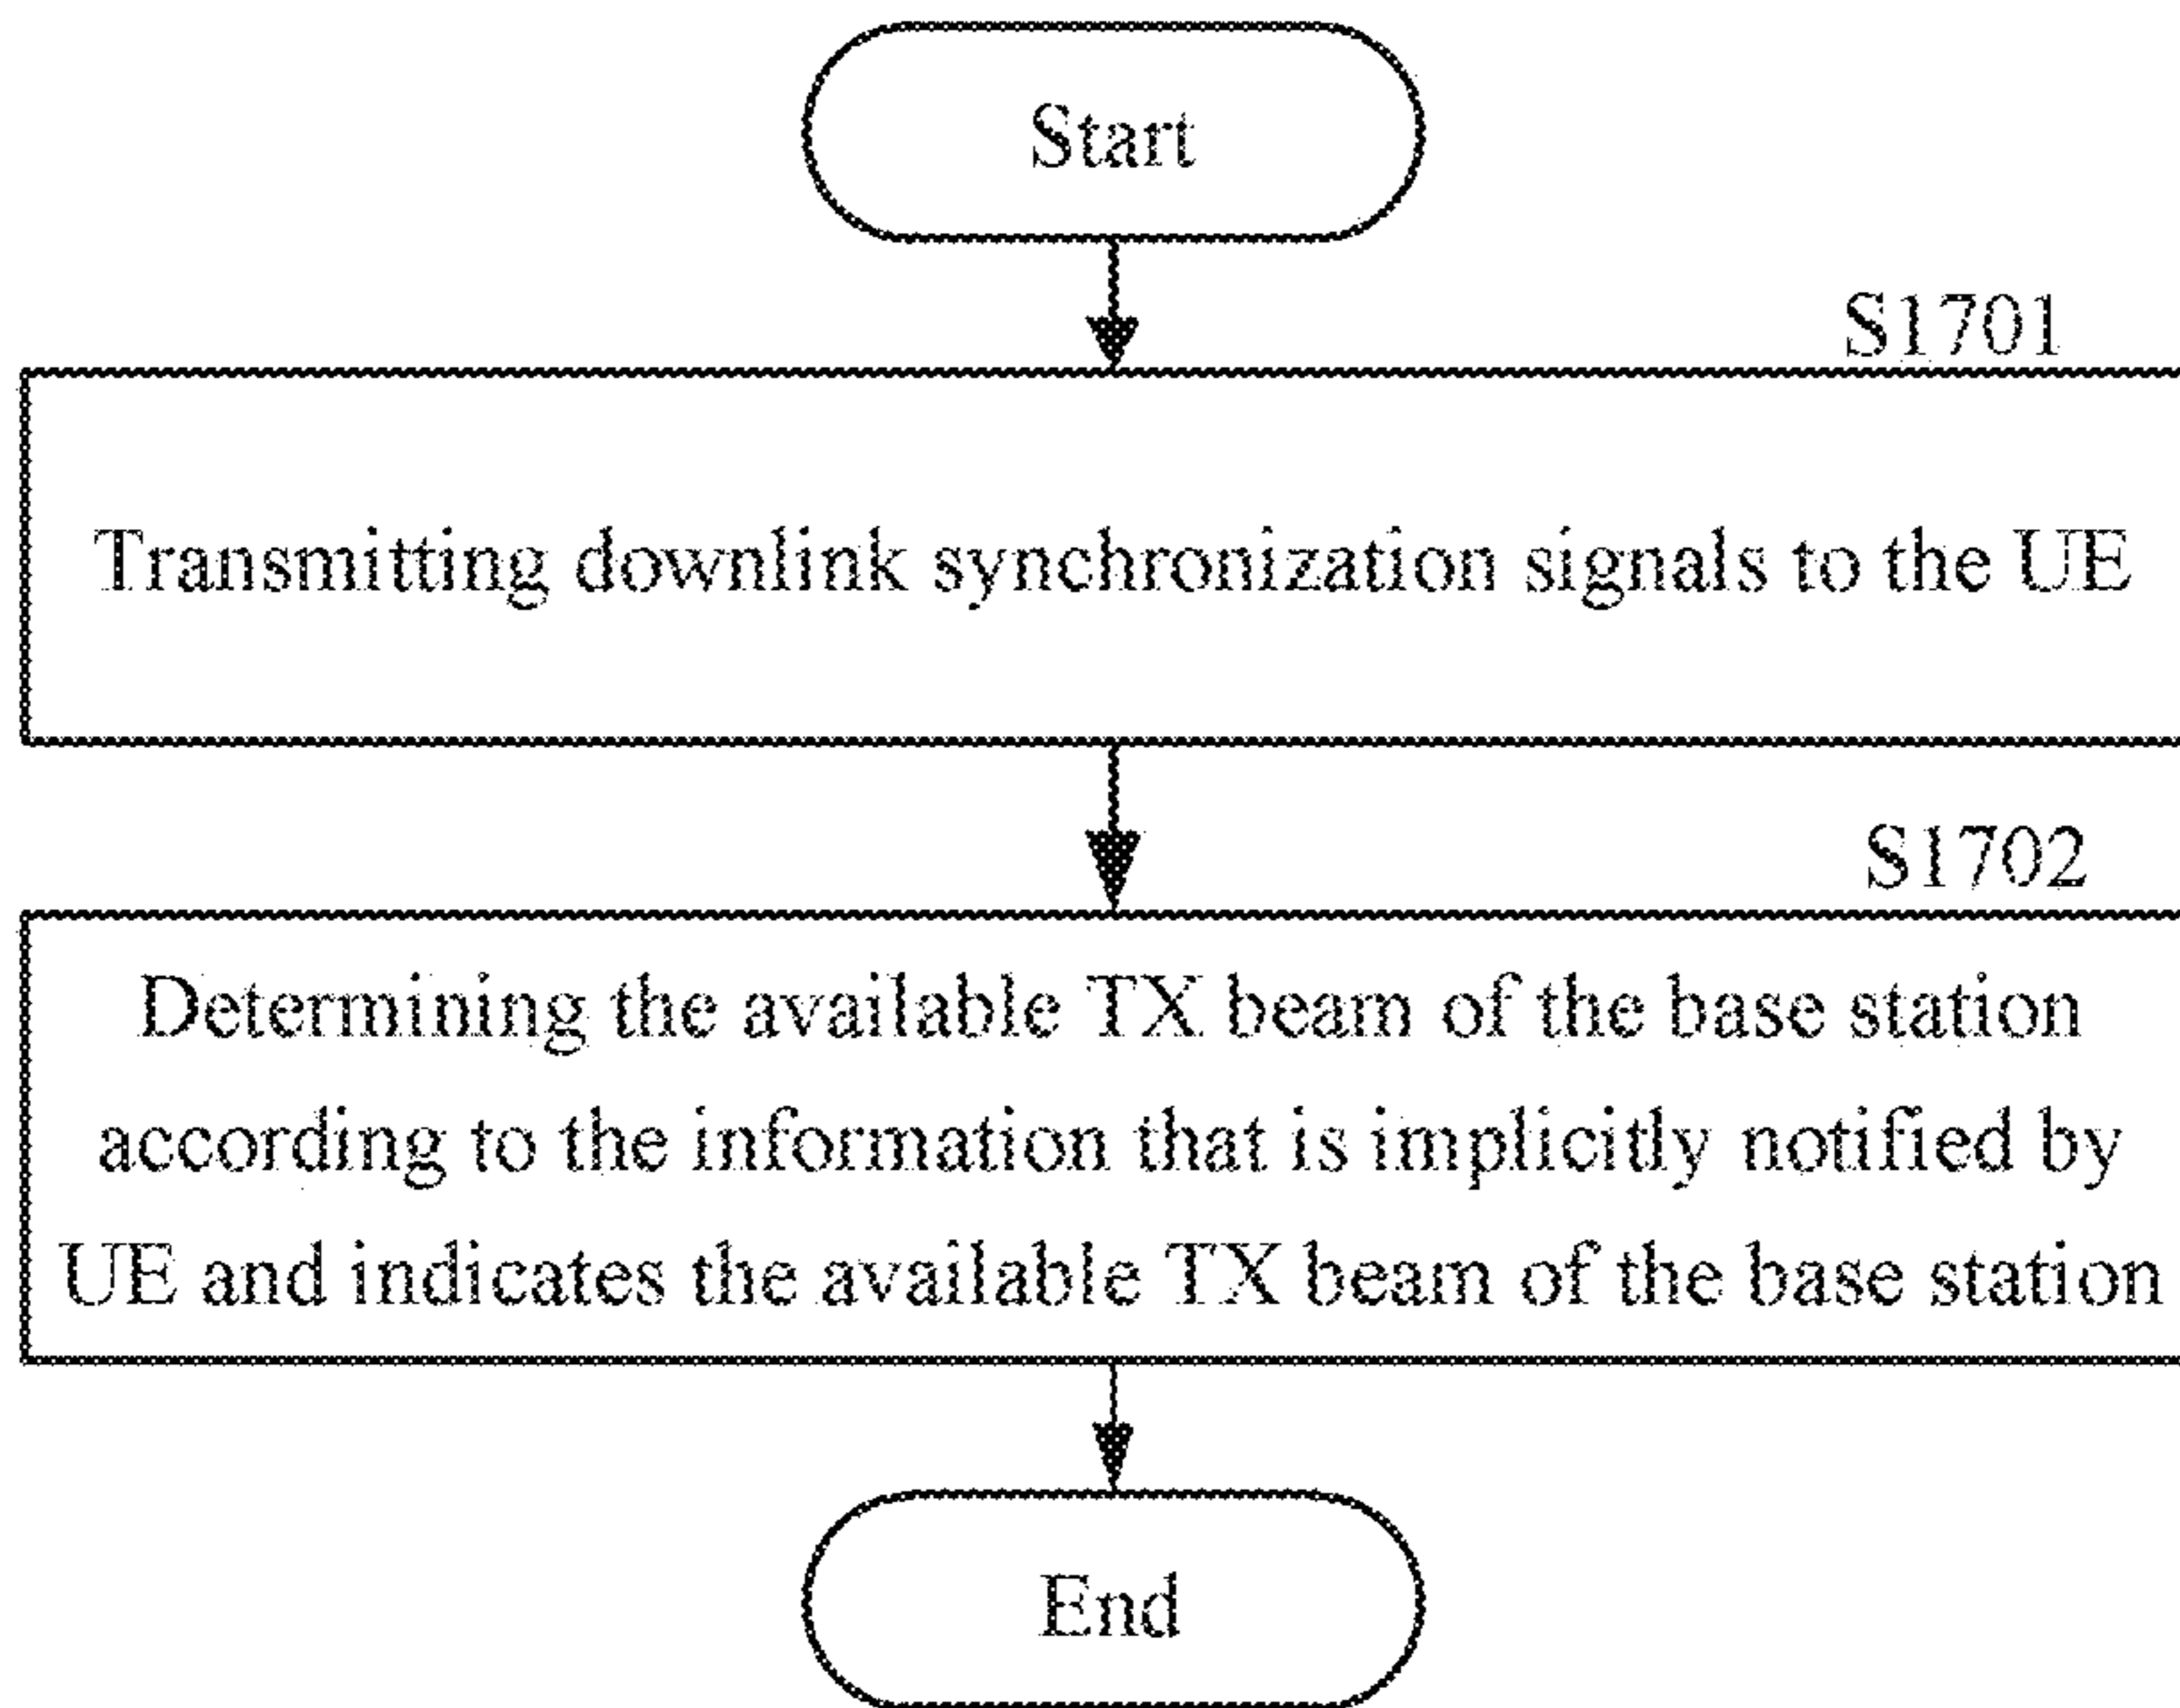 Start
S1701
Transmitting downlink synchronization signals to the UE
S1702
Determining the available TX beam of the base station
according to the information that is implicitly notified by
UE and indicates the available TX beam of the base station
End